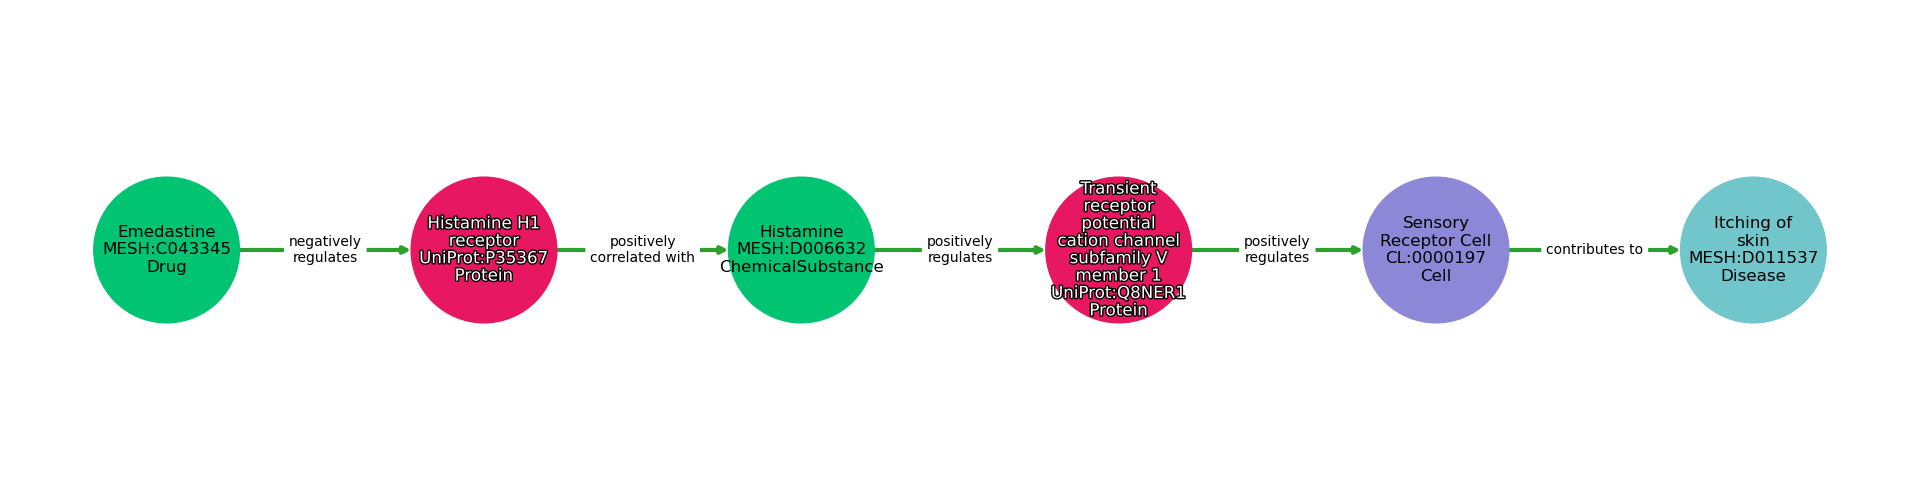 Emedastine
MESH:C043345
Drug
negatively
regulates
Histamine H1
receptor
UniProt:P35367
Protein
positively
correlated with
Histamine
MESH:D006632
ChemicalSubstance
positively
regulates
Transient
receptor
potential
cation channel
subfamily V
member 1
UniProt:Q8NER1
Protein
positively
regulates
Sensory
Receptor Cell
CL:0000197
Cell
contributes to
Itching of
skin
MESH:D011537
Disease